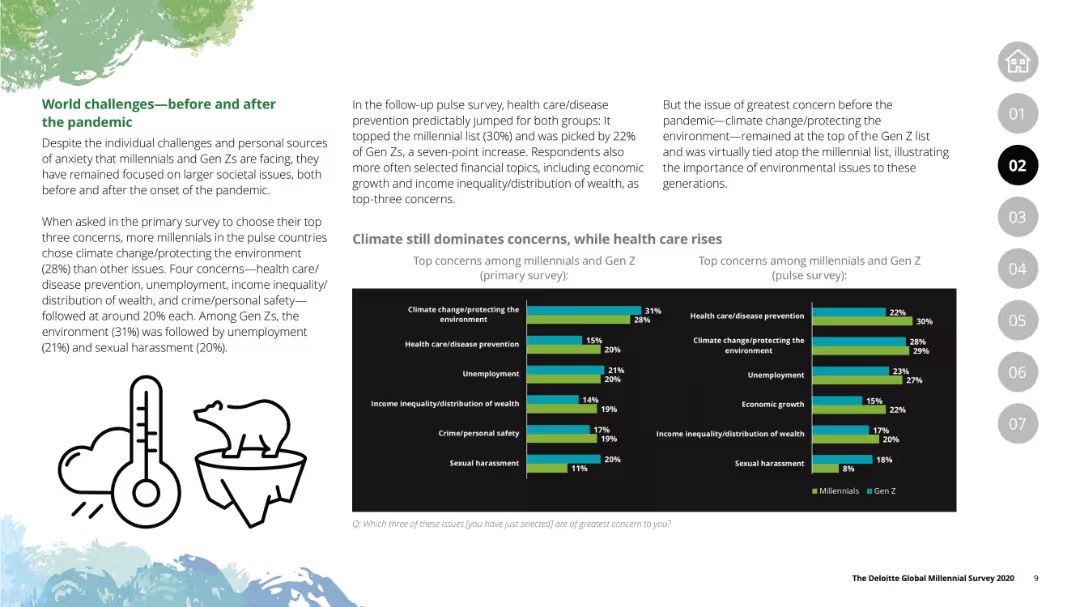 World challenges—before and after
the pandemic
Despite the individual challenges and personal sources
of anxiety that millennials and Gen Zs are facing, they
have remained focused on larger societal issues, both
before and after the onset of the pandemic.
When asked in the primary survey to choose their top
three concerns, more millennials in the pulse countries
chose climate change/protecting the environment
(28%) than other issues. Four concerns—health care/
disease prevention, unemployment, income inequality/
distribution of wealth, and crime/personal safety—
followed at around 20% each. Among Gen Zs, the
environment (31%) was followed by unemployment
(21%) and sexual harassment (20%).
In the follow-up pulse survey, health care/disease
prevention predictably jumped for both groups: It
topped the millennial list (30%) and was picked by 22%
of Gen Zs, a seven-point increase. Respondents also
more often selected financial topics, including economic
growth and income inequality/distribution of wealth, as
top-three concerns.
But the issue of greatest concern before the
pandemic—climate change/protecting the
environment—remained at the top of the Gen Z list
and was virtually tied atop the millennial list, illustrating
the importance of environmental issues to these
generations.
Climate still dominates concerns, while health care rises
Top concerns among millennials and Gen Z
(primary survey):
Climate change/protecting the
environment
31%
28%
Health care/disease prevention
15%
20%
Unemployment
21%
20%
Income inequality/distribution of wealth
14%
19%
Crime/personal safety
17%
19%
Sexual harassment
20%
11%
Top concerns among millennials and Gen Z
(pulse survey):
Health care/disease prevention
22%
30%
Climate change/protecting the
environment
28%
29%
Unemployment
23%
27%
Economic growth
15%
22%
Income inequality/distribution of wealth
17%
20%
Sexual harassment
18%
8%
Millennials Gen Z
Q: Which three of these issues [you have just selected] are of greatest concern to you?
01
02
03
04
05
06
07
The Deloitte Global Millennial Survey 2020 9